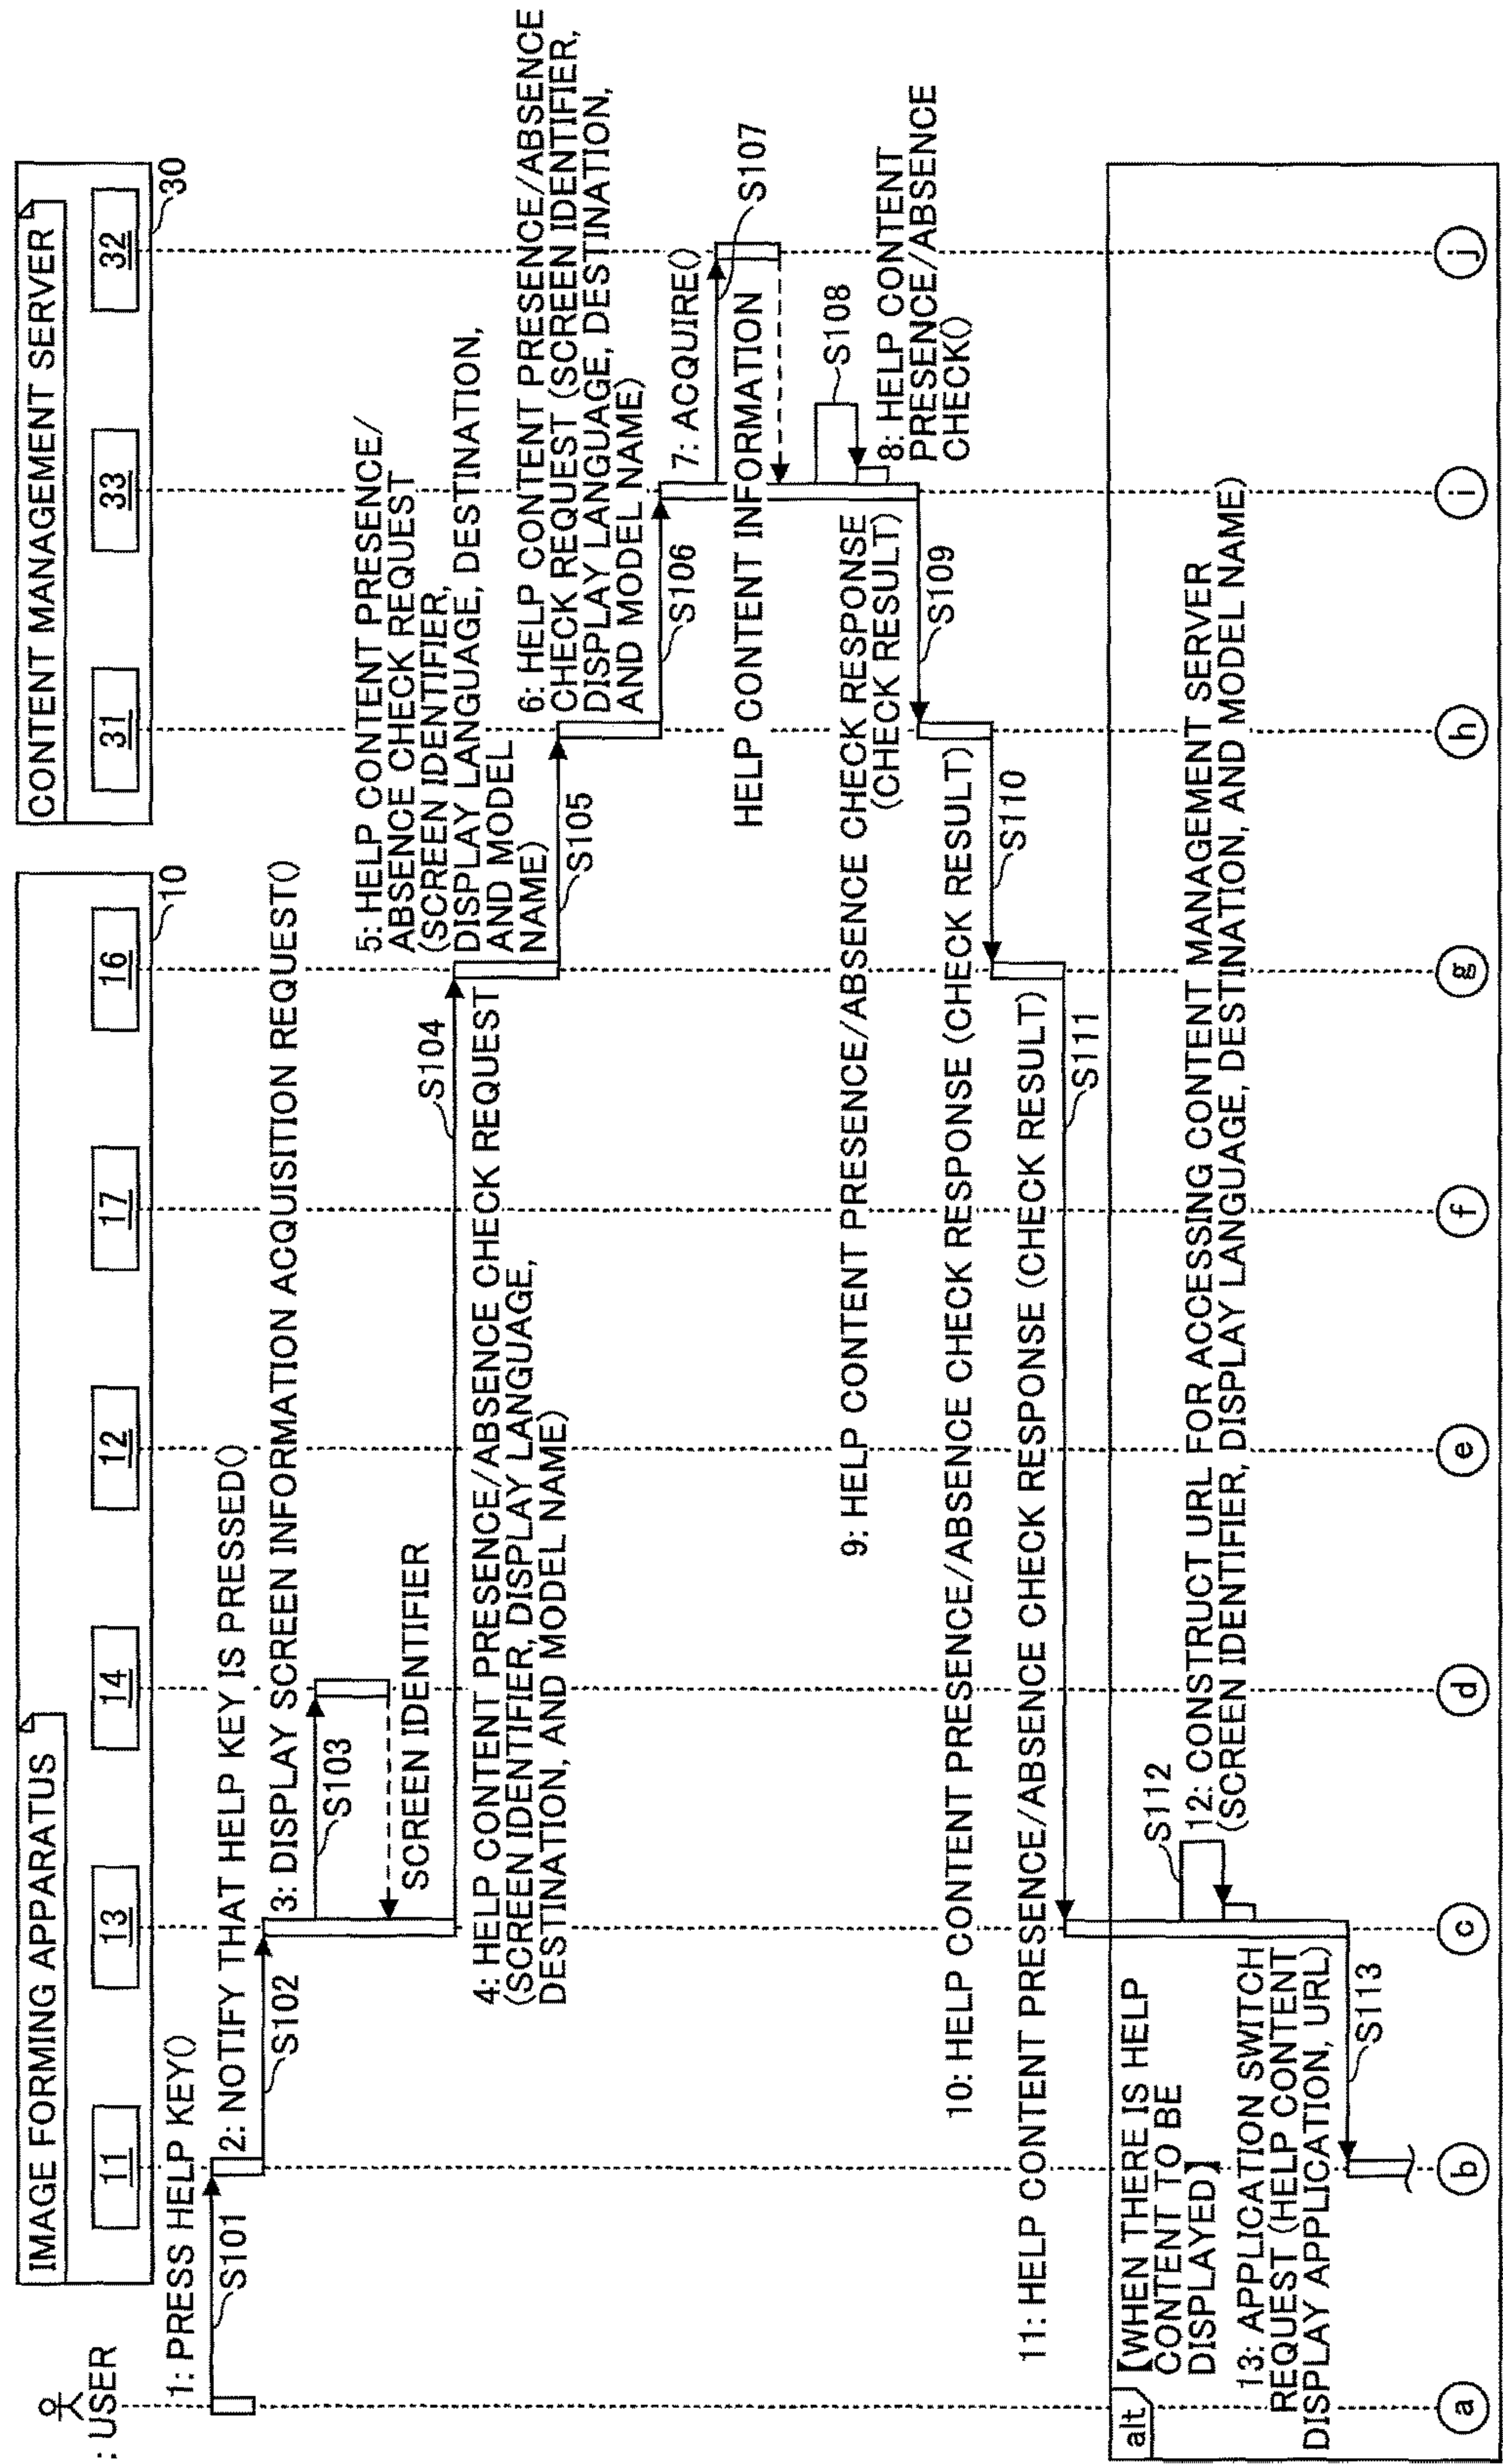 : USER
IMAGE FORMING APPARATUS
11
13
14
12
17
16
10
CONTENT MANAGEMENT SERVER
31
33
32
30
1: PRESS HELP KEY()
S101
2: NOTIFY THAT HELP KEY IS PRESSED()
S102
3: DISPLAY SCREEN INFORMATION ACQUISITION REQUEST()
S103
SCREEN IDENTIFIER
S104
4: HELP CONTENT PRESENCE/ABSENCE CHECK REQUEST
(SCREEN IDENTIFIER, DISPLAY LANGUAGE,
DESTINATION, AND MODEL NAME)
5: HELP CONTENT PRESENCE/
ABSENCE CHECK REQUEST
(SCREEN IDENTIFIER,
DISPLAY LANGUAGE, DESTINATION,
AND MODEL
NAME)
S105
6: HELP CONTENT PRESENCE/ABSENCE
CHECK REQUEST (SCREEN IDENTIFIER,
DISPLAY LANGUAGE, DESTINATION,
AND MODEL NAME)
S106
7: ACQUIRE()
S107
HELP CONTENT INFORMATION
S108
8: HELP CONTENT
PRESENCE/ABSENCE
CHECK()
9: HELP CONTENT PRESENCE/ABSENCE CHECK RESPONSE
(CHECK RESULT)
S109
10: HELP CONTENT PRESENCE/ABSENCE CHECK RESPONSE (CHECK RESULT)
S110
11: HELP CONTENT PRESENCE/ABSENCE CHECK RESPONSE (CHECK RESULT)
S111
alt
【WHEN THERE IS HELP
CONTENT TO BE
DISPLAYED】
S112
12: CONSTRUCT URL FOR ACCESSING CONTENT MANAGEMENT SERVER
(SCREEN IDENTIFIER, DISPLAY LANGUAGE, DESTINATION, AND MODEL NAME)
13: APPLICATION SWITCH
REQUEST (HELP CONTENT
DISPLAY APPLICATION, URL)
S113
a
b
c
d
e
f
g
h
i
j